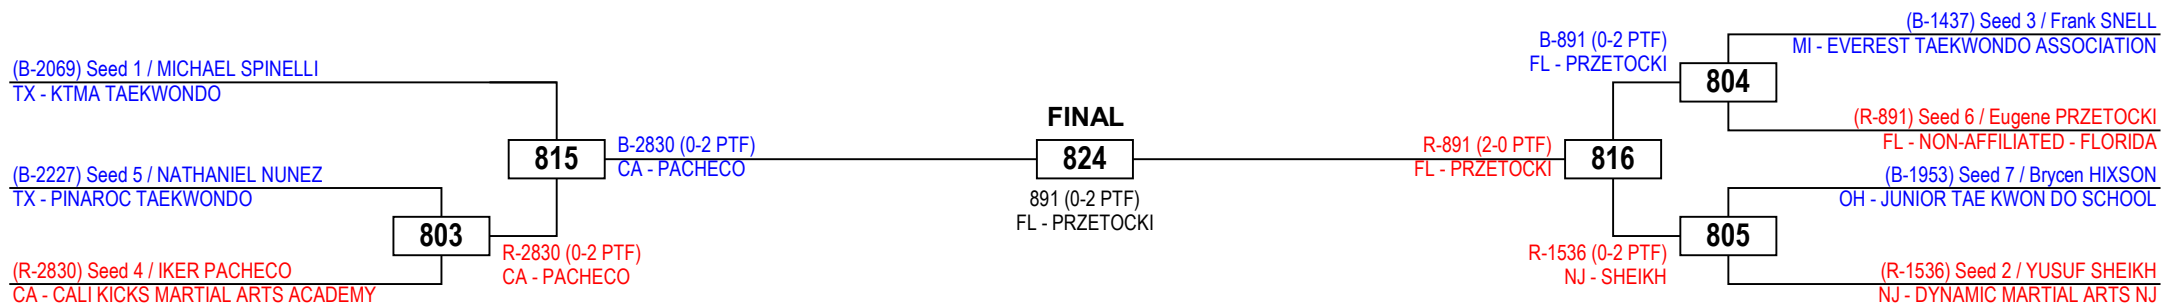 (B-2069) Seed 1 / MICHAEL SPINELLI
TX - KTMA TAEKWONDO
(B-2227) Seed 5 / NATHANIEL NUNEZ
TX - PINAROC TAEKWONDO
(R-2830) Seed 4 / IKER PACHECO
CA - CALI KICKS MARTIAL ARTS ACADEMY
803
R-2830 (0-2 PTF)
CA - PACHECO
815
B-2830 (0-2 PTF)
CA - PACHECO
FINAL
824
891 (0-2 PTF)
FL - PRZETOCKI
R-891 (2-0 PTF)
FL - PRZETOCKI
816
B-891 (0-2 PTF)
FL - PRZETOCKI
804
R-1536 (0-2 PTF)
NJ - SHEIKH
805
(B-1437) Seed 3 / Frank SNELL
MI - EVEREST TAEKWONDO ASSOCIATION
(R-891) Seed 6 / Eugene PRZETOCKI
FL - NON-AFFILIATED - FLORIDA
(B-1953) Seed 7 / Brycen HIXSON
OH - JUNIOR TAE KWON DO SCHOOL
(R-1536) Seed 2 / YUSUF SHEIKH
NJ - DYNAMIC MARTIAL ARTS NJ